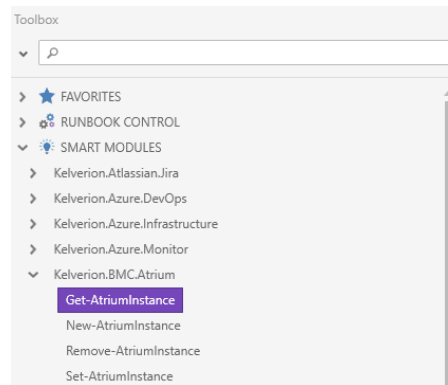 Toolbox
FAVORITES
RUNBOOK CONTROL
SMART MODULES
Kelverion.Atlassian.Jira
Kelverion.Azure.DevOps
Kelverion.Azure.Infrastructure
Kelverion.Azure.Monitor
Kelverion.BMC.Atrium
Get-AtriumInstance
New-AtriumInstance
Remove-AtriumInstance
Set-AtriumInstance